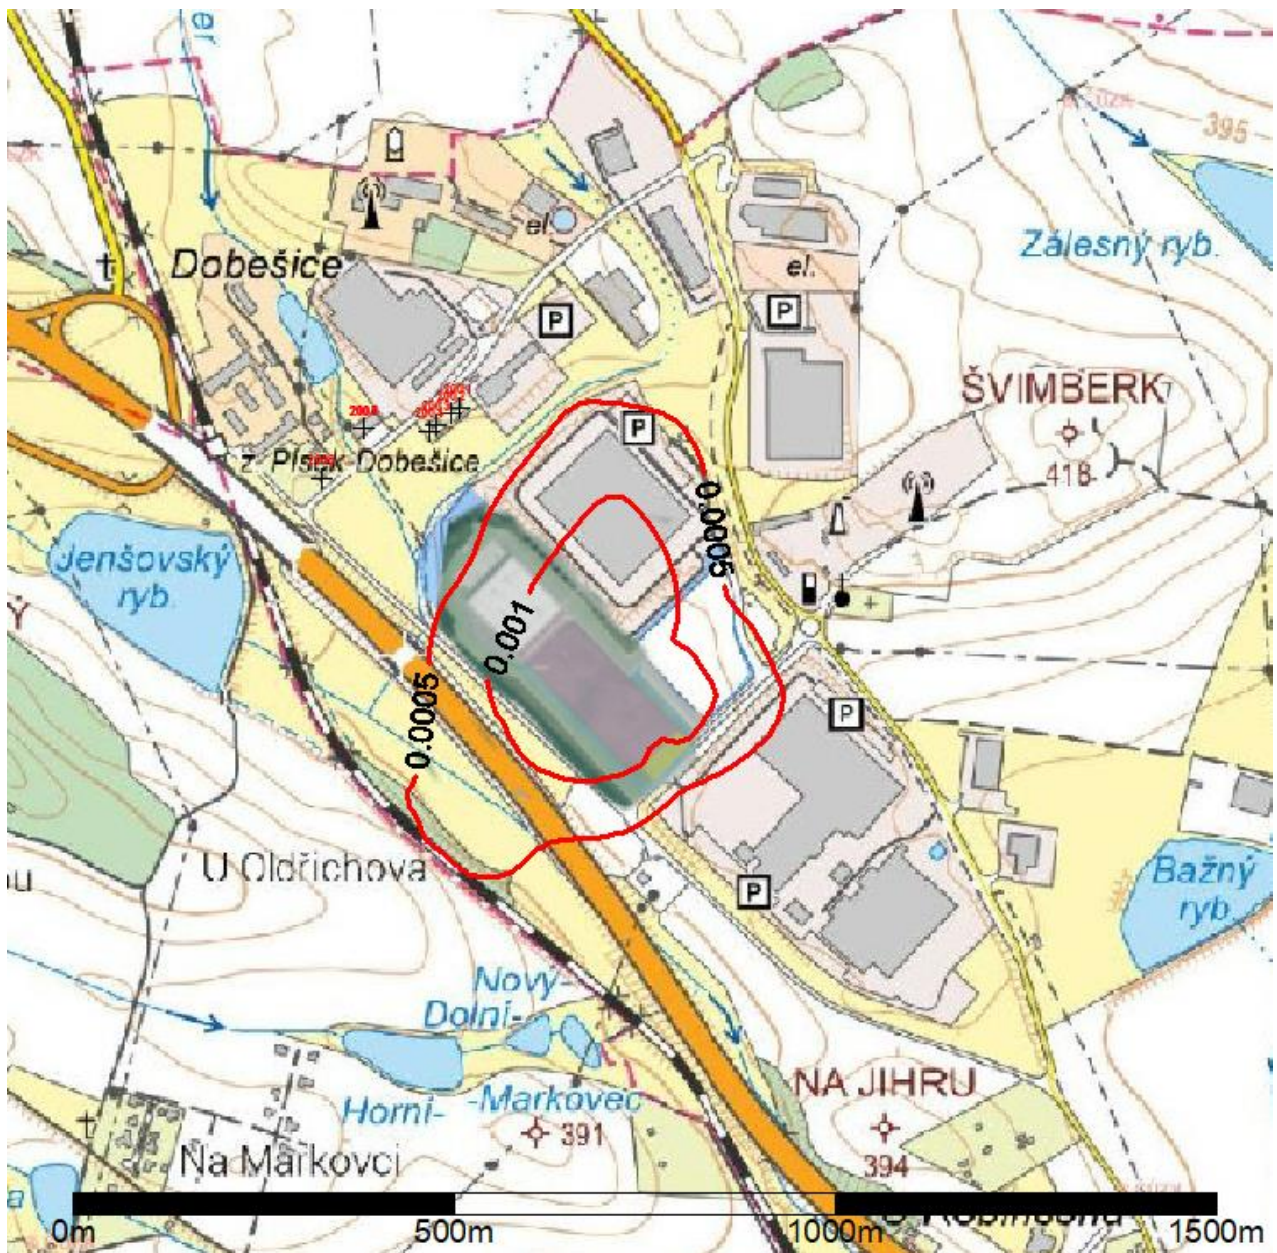 395
Zálesný ryb.
Dobešice
el.
el.
P
P
ŠVIMBERK
418
P
z. Písek-Dobešice
2004
0.0005
Jenšovský
ryb.
0.001
0.0005
P
U Oldřichova
P
Bažný
ryb.
Nový-
Dolní-
Horní-
-Markovec
391
NA JIHRU
394
Na Markovci
0m
500m
1000m
1500m